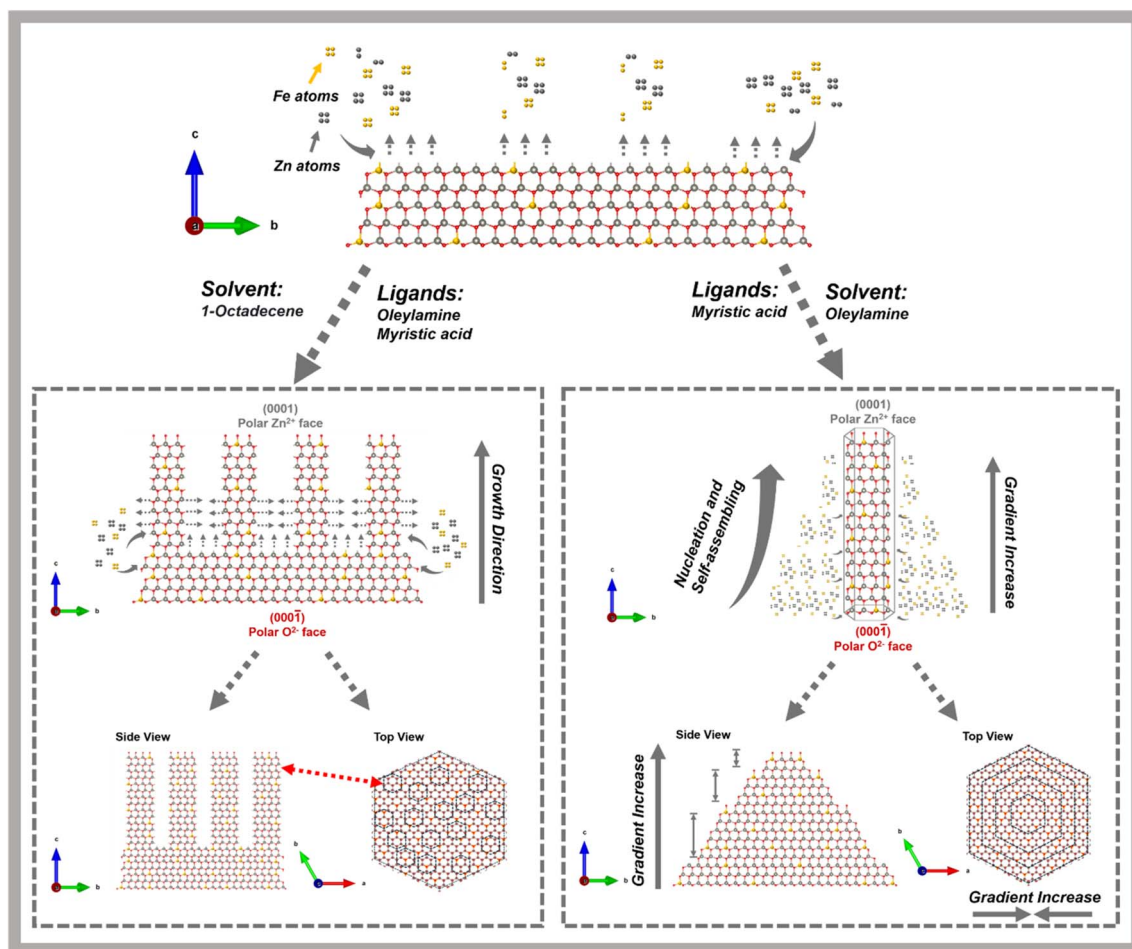 Fe atoms
Zn atoms
c
a
b
Solvent:
1-Octadecene
Ligands:
Oleylamine
Myristic acid
Ligands:
Myristic acid
Solvent:
Oleylamine
(0001)
Polar Zn²⁺ face
Growth Direction
c
b
(0001̄)
Polar O²⁻ face
Side View
Top View
c
b
b
a
(0001)
Polar Zn²⁺ face
Nucleation and
Self-assembling
Gradient Increase
c
b
(0001̄)
Polar O²⁻ face
Side View
Top View
Gradient Increase
c
b
b
a
Gradient Increase